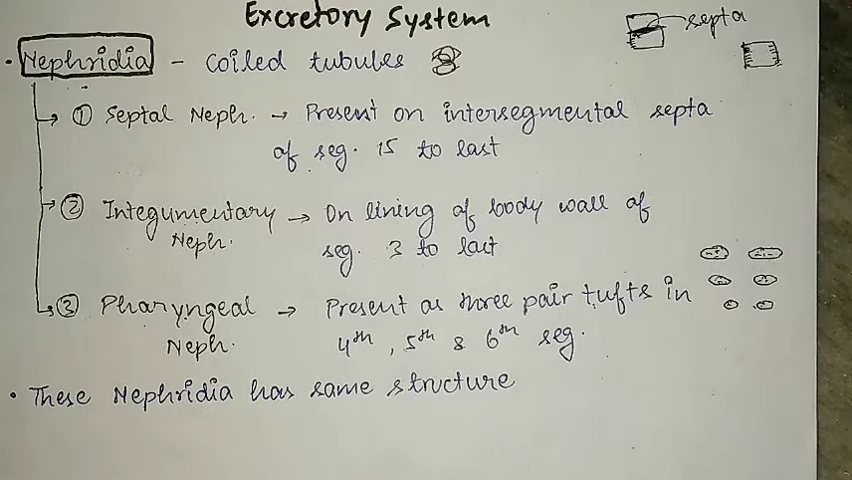 Excretory System
septa
• Nephridia - coiled tubules
→ ① Septal Neph. → Present on intersegmental septa
of seg. 15 to last
→ ② Integumentary → On lining of body wall of
Neph. seg. 3 to last
→ ③ Pharyngeal → Present as three pair tufts in
Neph. 4th, 5th & 6th seg.
• These Nephridia has same structure